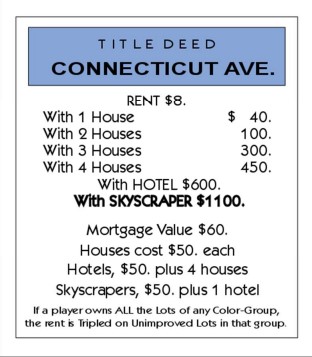 TITLE DEED
CONNECTICUT AVE.
RENT $8.
With 1 House $ 40.
With 2 Houses 100.
With 3 Houses 300.
With 4 Houses 450.
With HOTEL $600.
With SKYSCRAPER $1100.
Mortgage Value $60.
Houses cost $50. each
Hotels, $50. plus 4 houses
Skyscrapers, $50. plus 1 hotel
If a player owns ALL the Lots of any Color-Group,
the rent is Tripled on Unimproved Lots in that group.